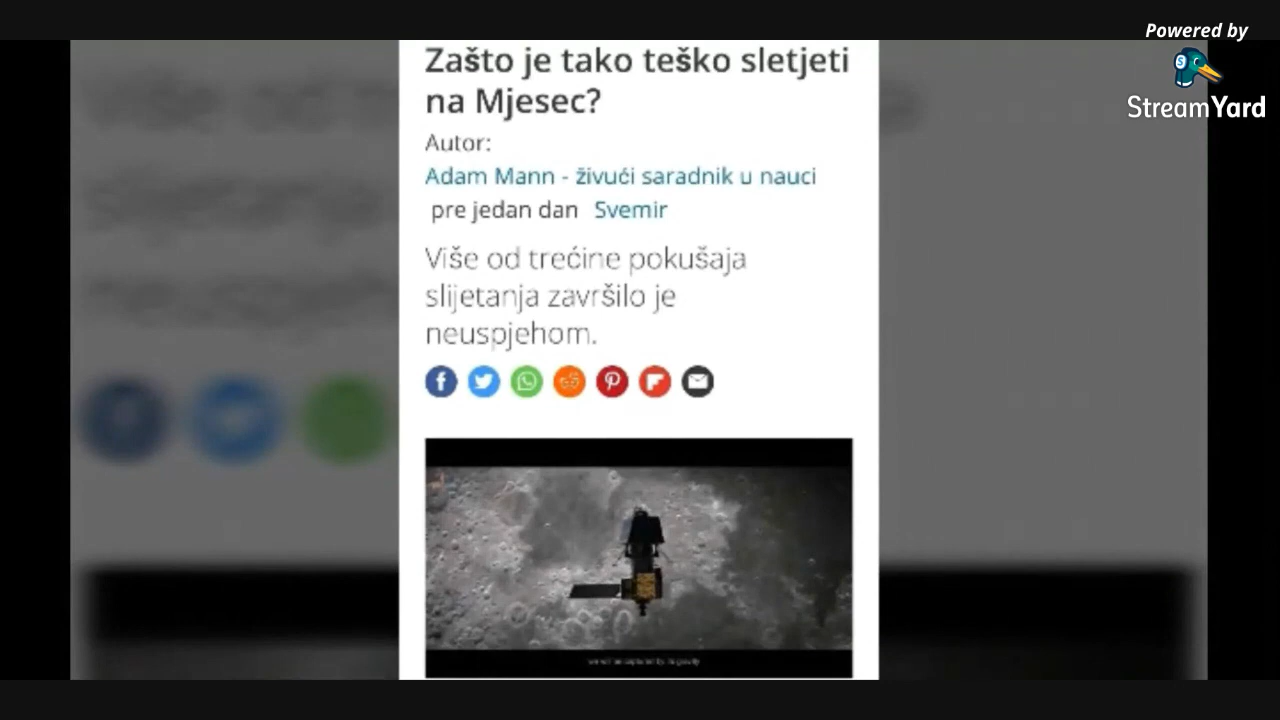 Powered by
StreamYard
Zašto je tako teško sletjeti
na Mjesec?
Autor:
Adam Mann - živući saradnik u nauci
pre jedan dan Svemir
Više od trećine pokušaja
slijetanja završilo je
neuspjehom.